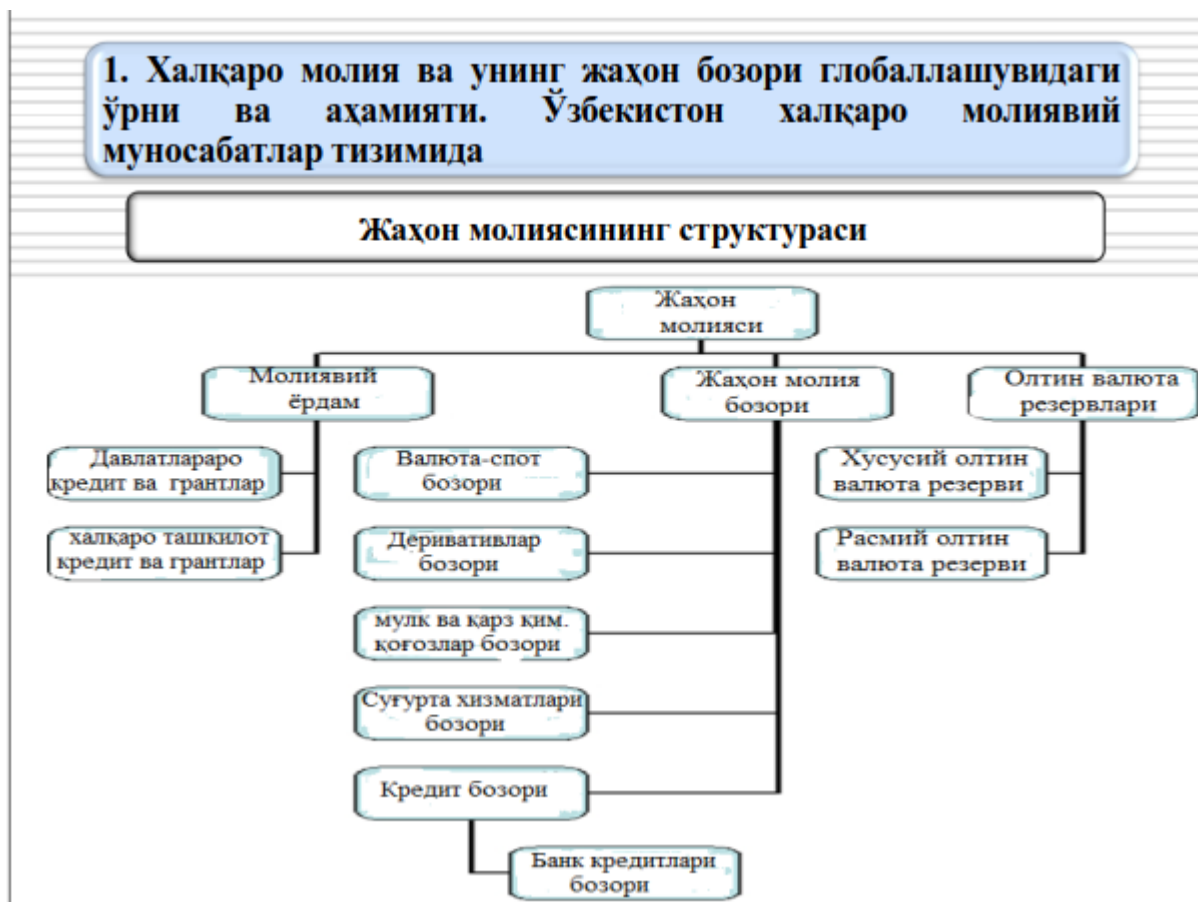 1. Халқаро молия ва унинг жаҳон бозори глобаллашувидаги
ўрни ва аҳамияти. Ўзбекистон халқаро молиявий
муносабатлар тизимида
Жаҳон молиясининг структураси
Жаҳон
молияси
Молиявий
ёрдам
Жаҳон молия
бозори
Олтин валюта
резервлари
Давлатлараро
кредит ва грантлар
халқаро ташкилот
кредит ва грантлар
Валюта-спот
бозори
Деривативлар
бозори
мулк ва қарз қим.
қоғозлар бозори
Суғурта хизматлари
бозори
Кредит бозори
Банк кредитлари
бозори
Хусусий олтин
валюта резерви
Расмий олтин
валюта резерви